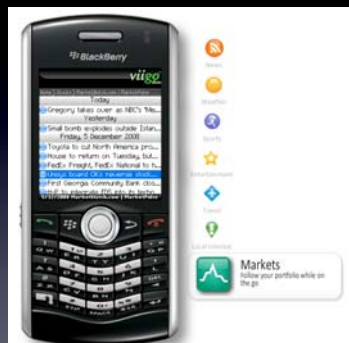 BlackBerry
viigo
Today
Gregory takes over as NBC's 'Me...
Yesterday
Small bomb explodes outside Istan...
Friday, 5 December 2008
Toyota to cut North America pro...
House to return on Tuesday, but...
FedEx Freight, FedEx National to h...
Unisys board OKs reverse stock...
First Georgia Community Bank clos...
News
Weather
Sports
Entertainment
Travel
Local Interest
Markets
Follow your portfolio while on
the go